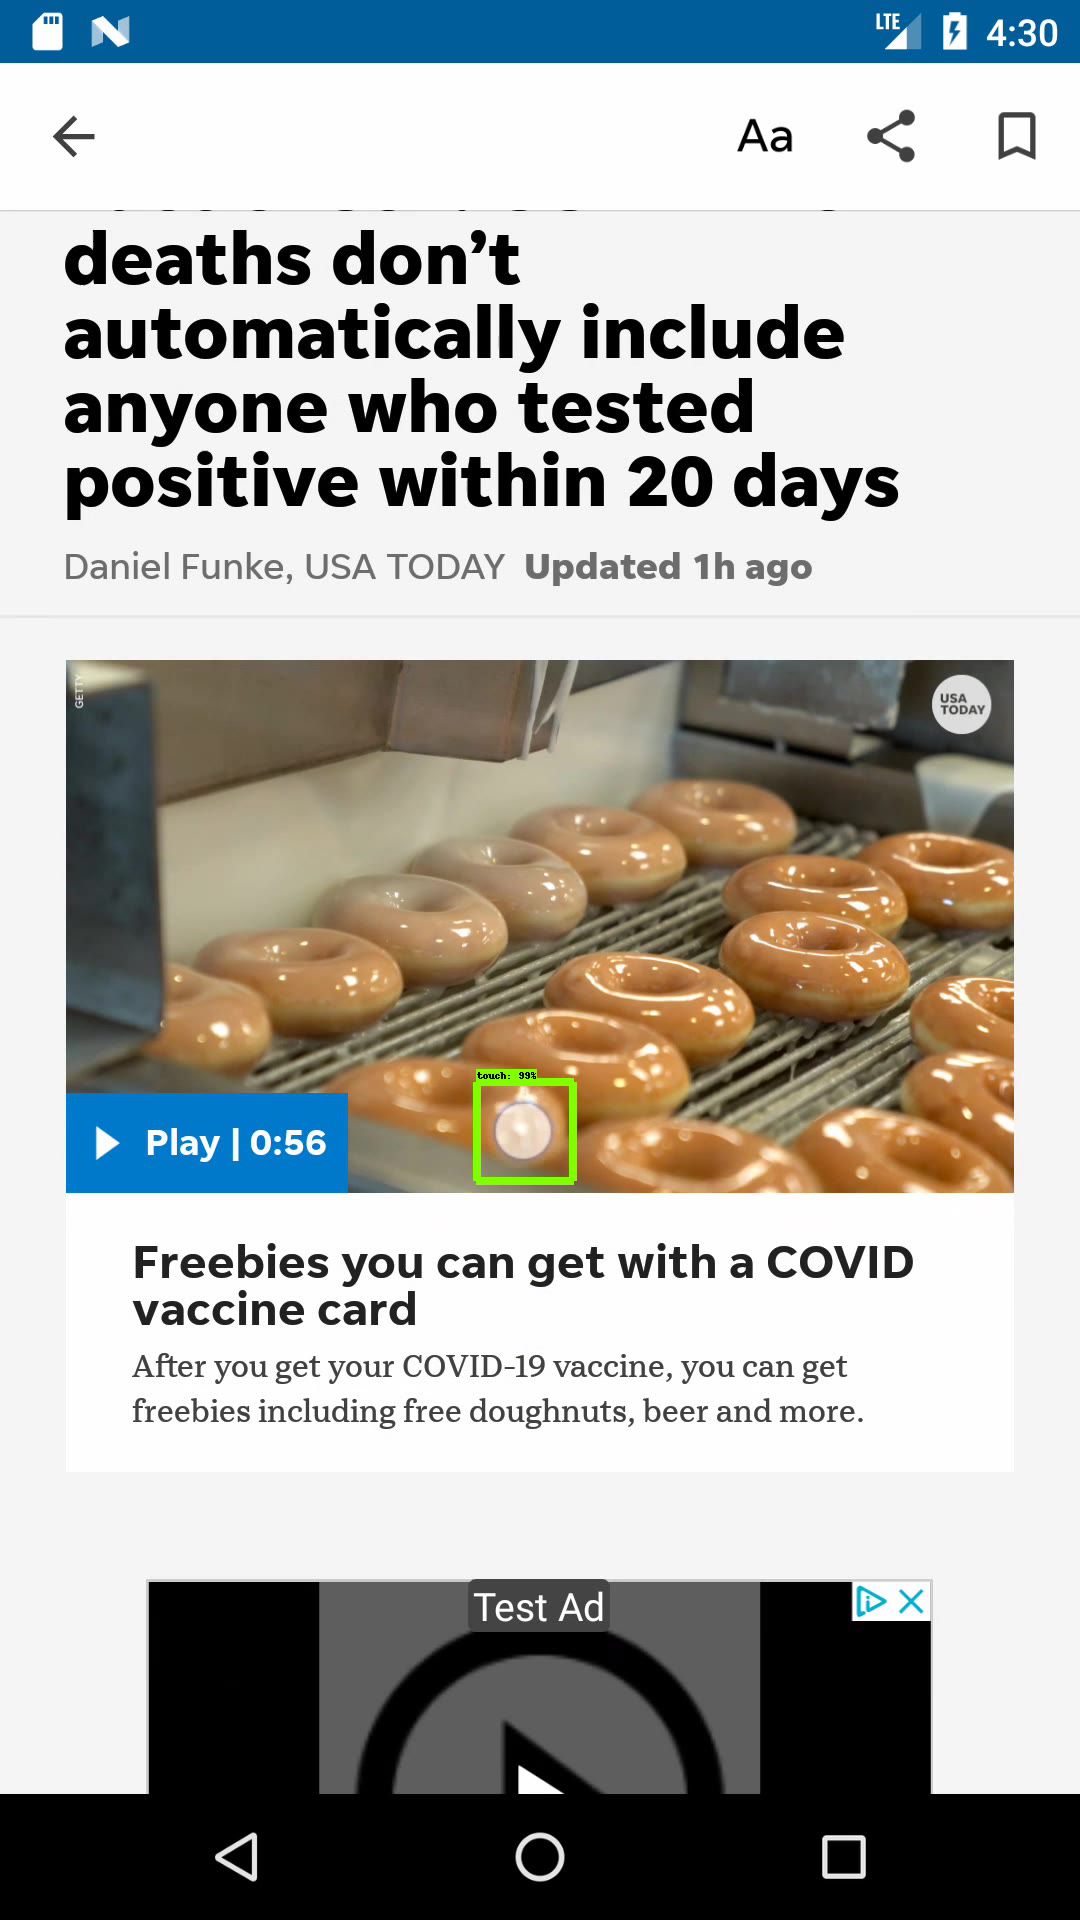 LTE 4:30
Aa
deaths don’t
automatically include
anyone who tested
positive within 20 days
Daniel Funke, USA TODAY Updated 1h ago
GETTY
USA
TODAY
touch: 99%
Play | 0:56
Freebies you can get with a COVID
vaccine card
After you get your COVID-19 vaccine, you can get
freebies including free doughnuts, beer and more.
Test Ad